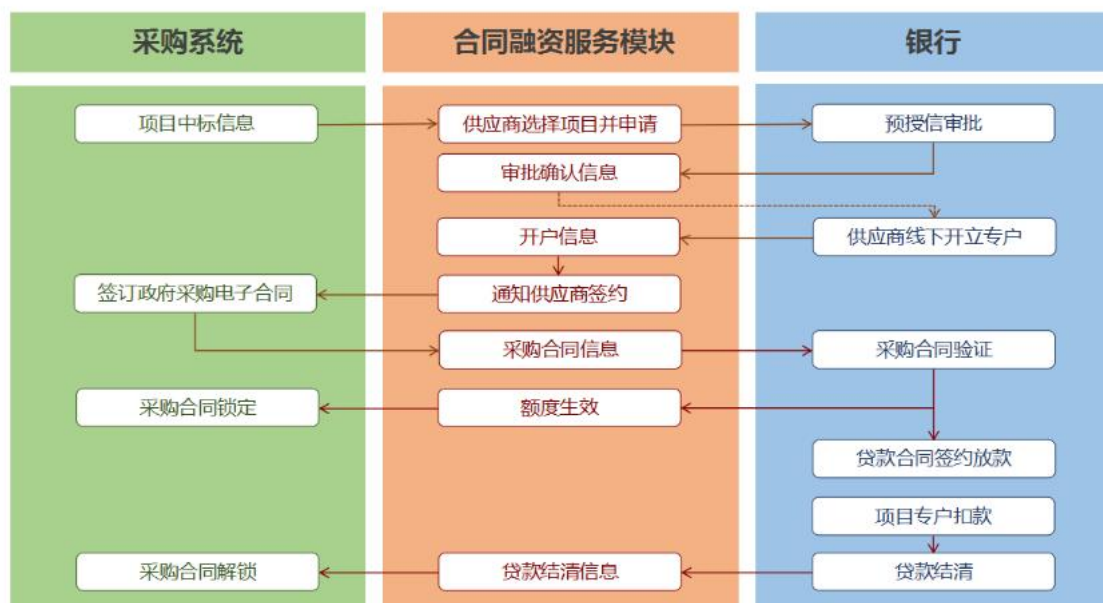 采购系统
合同融资服务模块
银行
项目中标信息
供应商选择项目并申请
预授信审批
审批确认信息
开户信息
供应商线下开立专户
签订政府采购电子合同
通知供应商签约
采购合同信息
采购合同验证
采购合同锁定
额度生效
贷款合同签约放款
项目专户扣款
采购合同解锁
贷款结清信息
贷款结清